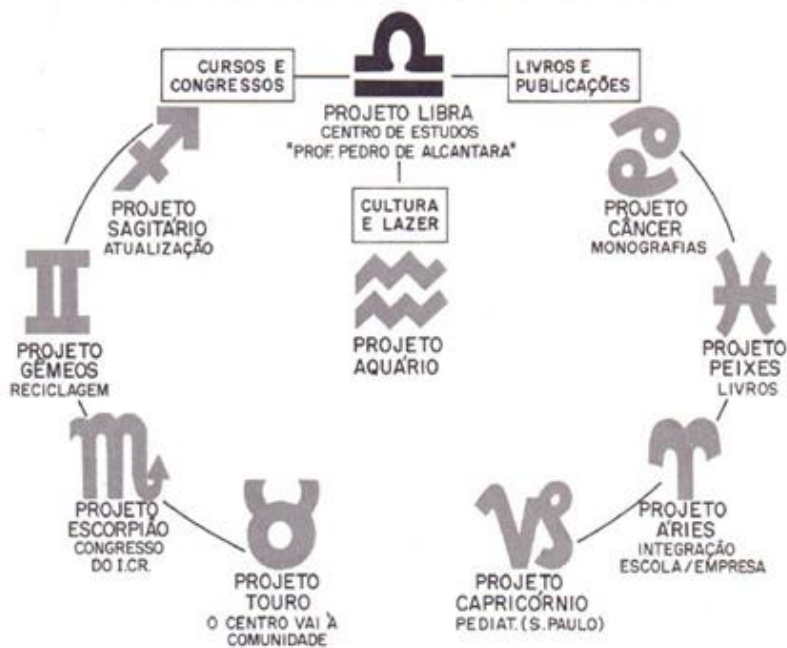 CURSOS E
CONGRESSOS
LIVROS E
PUBLICAÇÕES
PROJETO LIBRA
CENTRO DE ESTUDOS
"PROF. PEDRO DE ALCANTARA"
CULTURA
E LAZER
PROJETO
AQUÁRIO
PROJETO
SAGITÁRIO
ATUALIZAÇÃO
PROJETO
GÊMEOS
RECICLAGEM
PROJETO
ESCORPIÃO
CONGRESSO
DO I.CR.
PROJETO
TOURO
O CENTRO VAI À
COMUNIDADE
PROJETO
CÂNCER
MONOGRAFIAS
PROJETO
PEIXES
LIVROS
PROJETO
ÁRIES
INTEGRAÇÃO
ESCOLA/EMPRESA
PROJETO
CAPRICÓRNIO
PEDIAT. (S. PAULO)